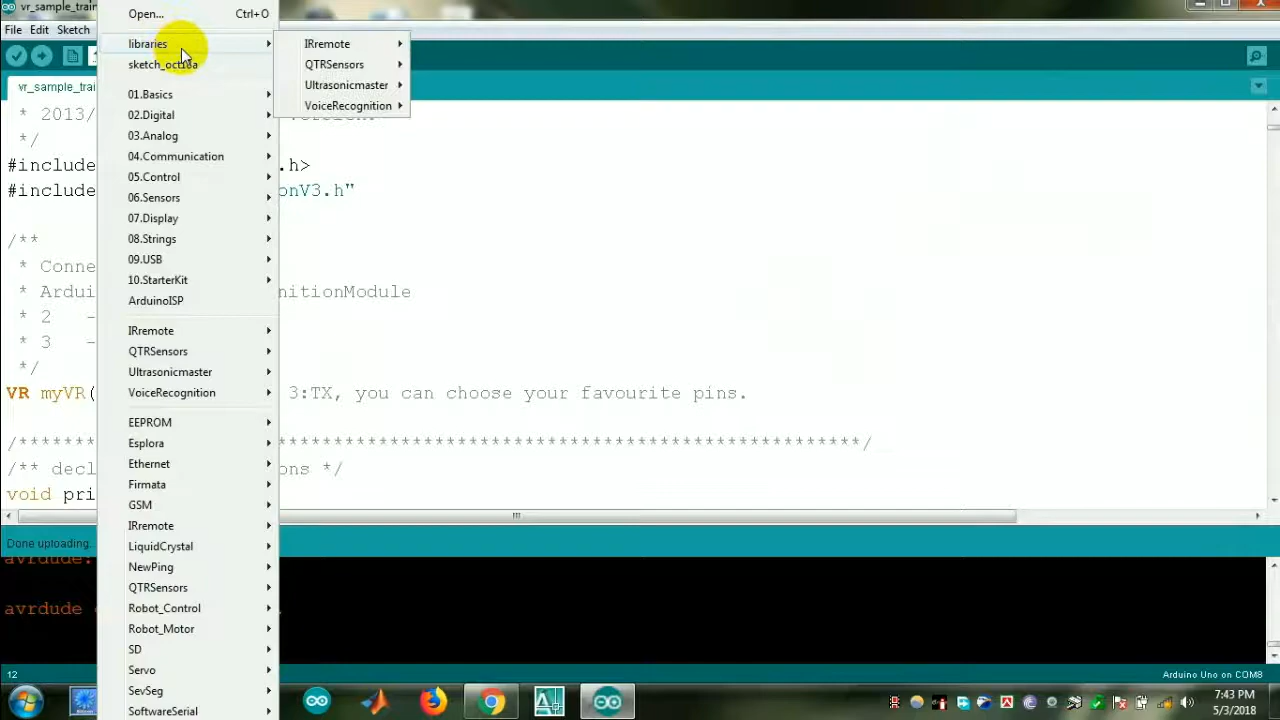 vr_sample_trai
Open... Ctrl+O
File Edit Sketch
libraries
IRremote
QTRSensors
Ultrasonicmaster
VoiceRecognition
01.Basics
02.Digital
03.Analog
04.Communication
05.Control
06.Sensors
07.Display
08.Strings
09.USB
10.StarterKit
ArduinoISP
IRremote
QTRSensors
Ultrasonicmaster
VoiceRecognition
EEPROM
Esplora
Ethernet
Firmata
GSM
IRremote
LiquidCrystal
NewPing
QTRSensors
Robot_Control
Robot_Motor
SD
Servo
SevSeg
SoftwareSerial
vr_sample_trai
* 2013/
*/
#include .h>
#include onV3.h"
/**
* Conne
* Arduin nitionModule
* 2 -
* 3 -
*/
VR myVR( 3:TX, you can choose your favourite pins.
/*********************************************************************/
/** decl ons */
void pri
Done uploading.
avrdude:
avrdude
12 Arduino Uno on COM8
7:43 PM
5/3/2018